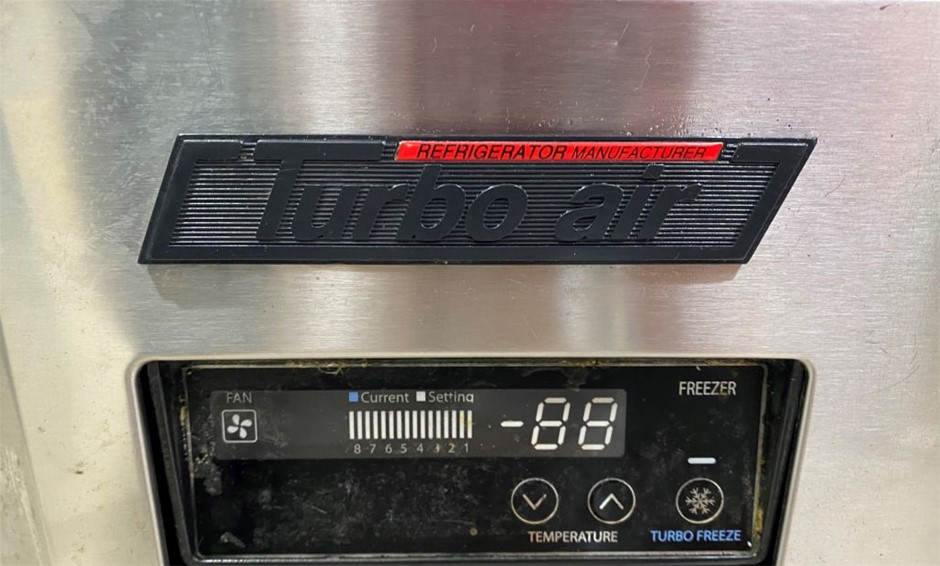 REFRIGERATOR MANUFACTURER
Turbo air
FREEZER
FAN
Current Setting
-88
8 7 6 5 4 3 2 1
TEMPERATURE
TURBO FREEZE